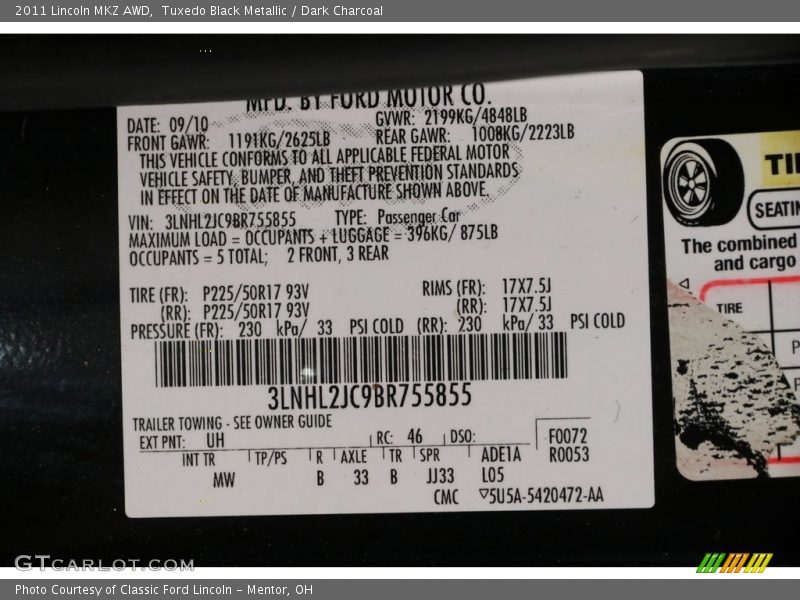 2011 Lincoln MKZ AWD, Tuxedo Black Metallic / Dark Charcoal
MFD. BY FORD MOTOR CO.
DATE: 09/10 GVWR: 2199KG/4848LB
FRONT GAWR: 1191KG/2625LB REAR GAWR: 1008KG/2223LB
THIS VEHICLE CONFORMS TO ALL APPLICABLE FEDERAL MOTOR
VEHICLE SAFETY, BUMPER, AND THEFT PREVENTION STANDARDS
IN EFFECT ON THE DATE OF MANUFACTURE SHOWN ABOVE.
VIN: 3LNHL2JC9BR755855 TYPE: Passenger Car
MAXIMUM LOAD = OCCUPANTS + LUGGAGE = 396KG/ 875LB
OCCUPANTS = 5 TOTAL; 2 FRONT, 3 REAR
TIRE (FR): P225/50R17 93V RIMS (FR): 17X7.5J
(RR): P225/50R17 93V (RR): 17X7.5J
PRESSURE (FR): 230 kPa/ 33 PSI COLD (RR): 230 kPa/ 33 PSI COLD
3LNHL2JC9BR755855
TRAILER TOWING - SEE OWNER GUIDE
EXT PNT: UH RC: 46 DSO: F0072
INT TR TP/PS R AXLE TR SPR ADE1A R0053
MW B 33 B JJ33 L05
CMC ▽5U5A-5420472-AA
TI
SEATIN
The combined
and cargo
TIRE
GTCARLOT.COM
Photo Courtesy of Classic Ford Lincoln - Mentor, OH